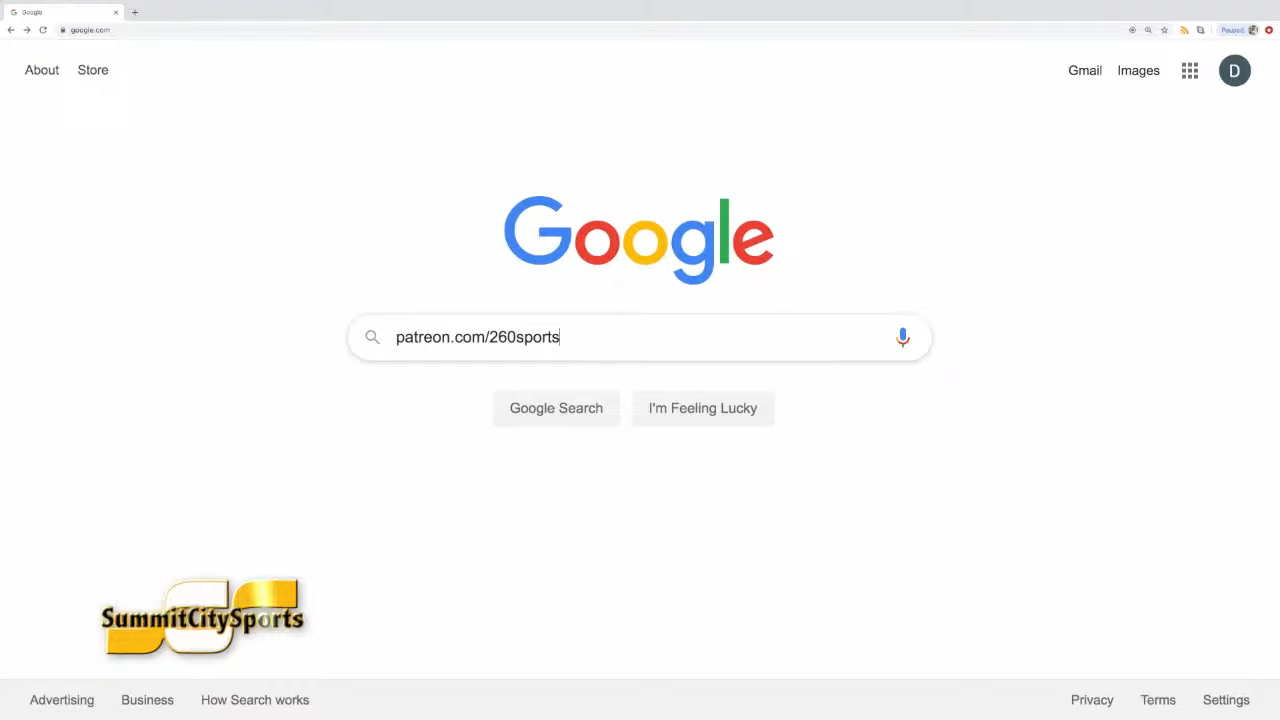 Google
google.com
Paused
About Store
Gmail Images
D
Google
patreon.com/260sports
Google Search I'm Feeling Lucky
SummitCitySports
Advertising Business How Search works
Privacy Terms Settings